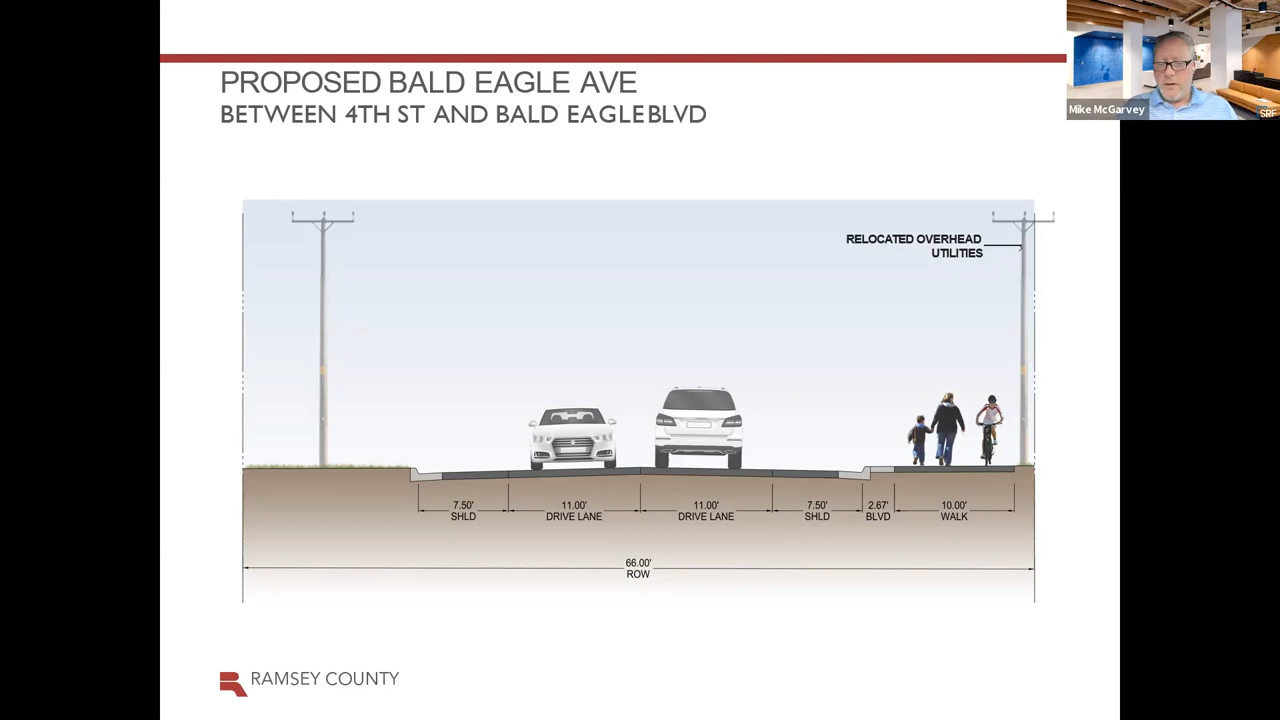 PROPOSED BALD EAGLE AVE
BETWEEN 4TH ST AND BALD EAGLE BLVD
Mike McGarvey
SRF
RELOCATED OVERHEAD
UTILITIES
7.50' 11.00' 11.00' 7.50' 2.67' 10.00'
SHLD DRIVE LANE DRIVE LANE SHLD BLVD WALK
66.00'
ROW
RAMSEY COUNTY